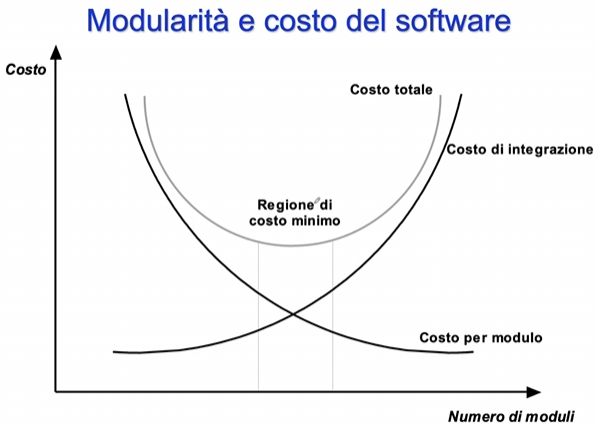 Modularità e costo del software
Costo
Costo totale
Costo di integrazione
Regione di
costo minimo
Costo per modulo
Numero di moduli